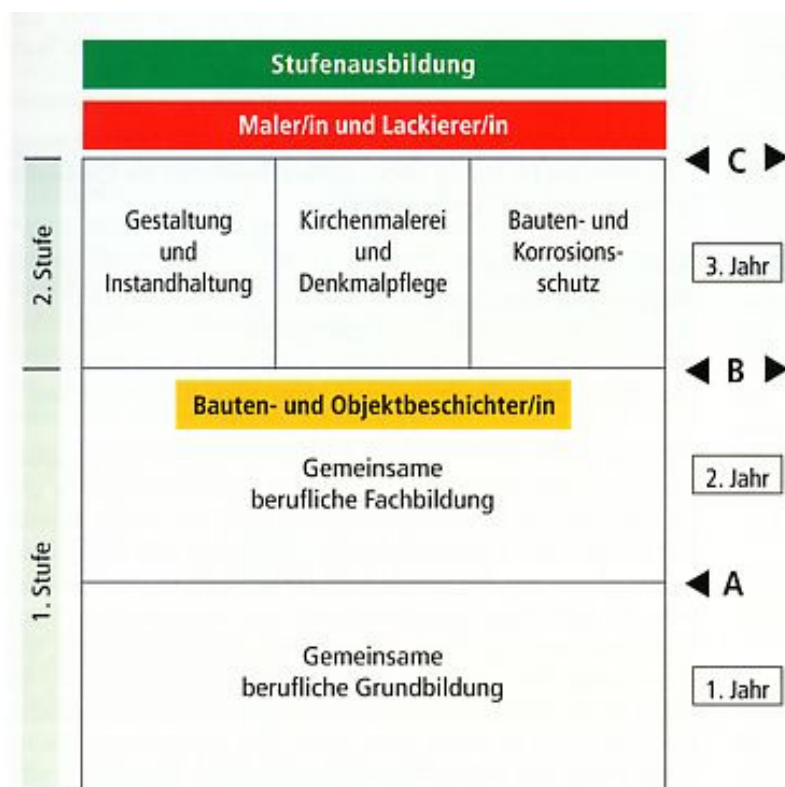 Stufenausbildung
Maler/in und Lackierer/in
◀ C ▶
2. Stufe
Gestaltung
und
Instandhaltung
Kirchenmalerei
und
Denkmalpflege
Bauten- und
Korrosions-
schutz
3. Jahr
◀ B ▶
Bauten- und Objektbeschichter/in
Gemeinsame
berufliche Fachbildung
2. Jahr
1. Stufe
◀ A
Gemeinsame
berufliche Grundbildung
1. Jahr